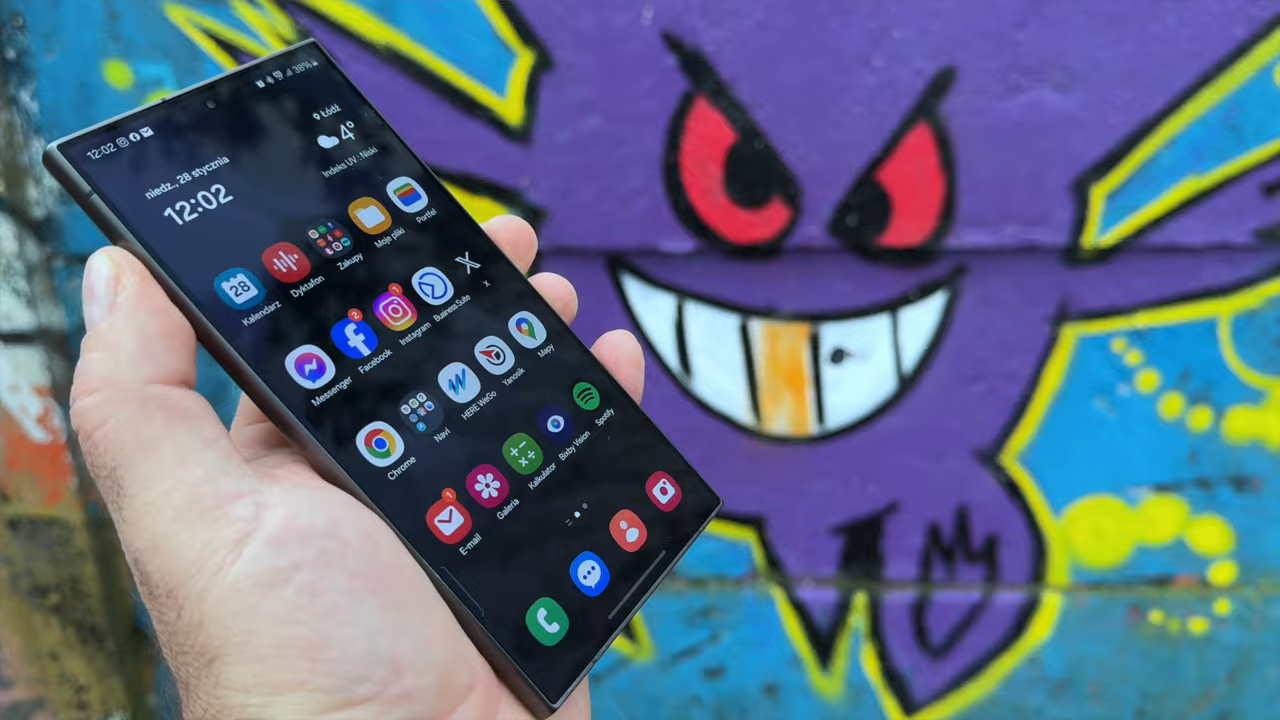 12:02
38%
niedz., 28 stycznia
12:02
Łódź
4°
Indeks UV : Niski
28
Kalendarz
Dyktafon
Zakupy
Moje pliki
Portfel
Messenger
2
Facebook
1
Instagram
Business Suite
X
Chrome
Navi
HERE WeGo
Yanosik
Mapy
1
E-mail
Galeria
Kalkulator
Bixby Vision
Spotify